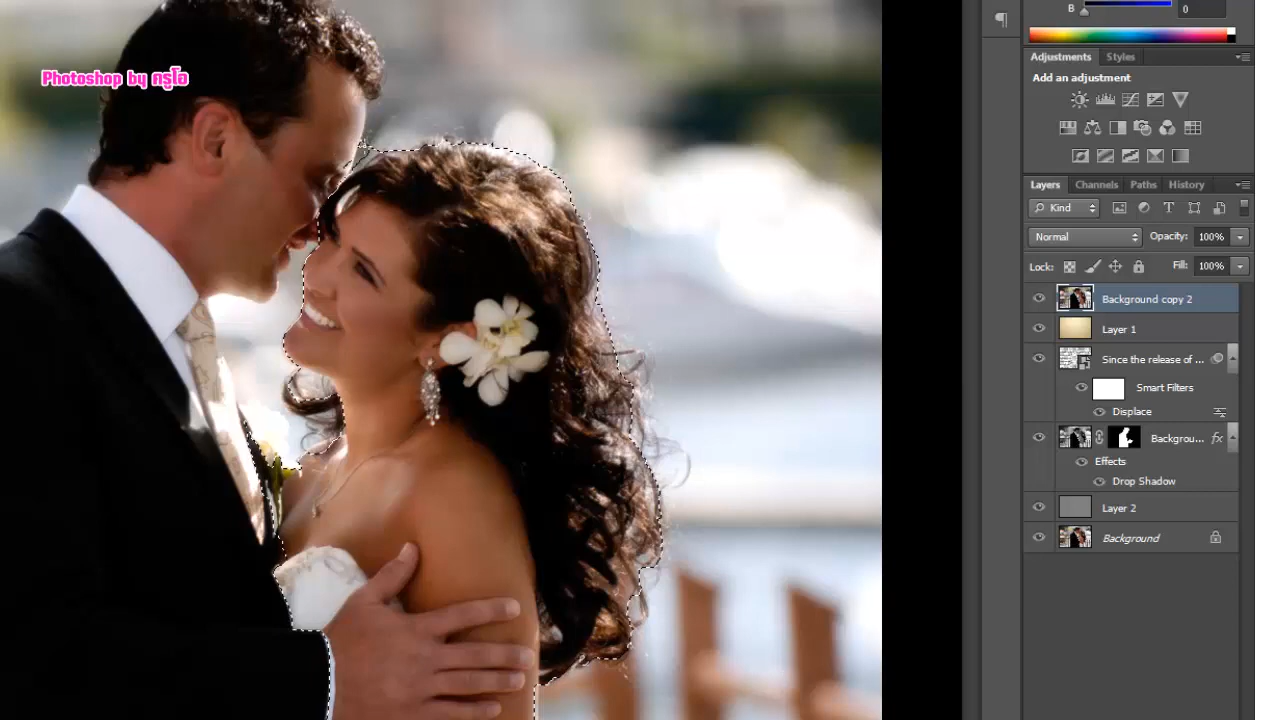 Photoshop by ครูโอ
B 0
Adjustments Styles
Add an adjustment
Layers Channels Paths History
Kind
Normal Opacity: 100%
Lock: Fill: 100%
Background copy 2
Layer 1
Since the release of ...
Smart Filters
Displace
Backgrou... fx
Effects
Drop Shadow
Layer 2
Background